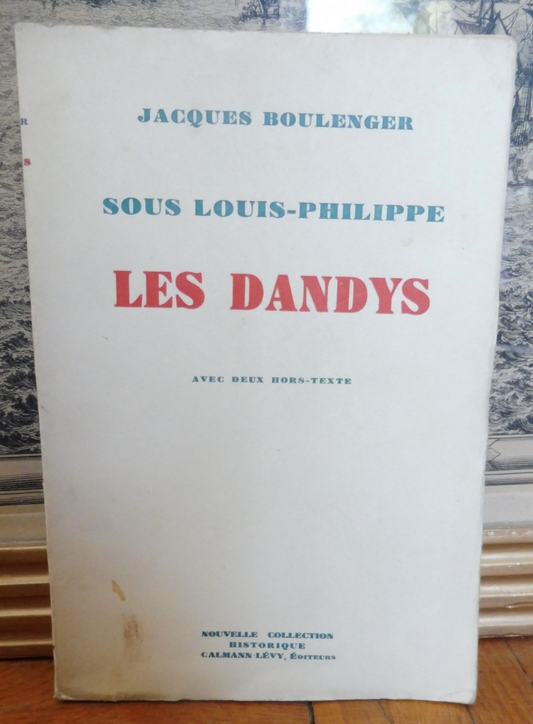 JACQUES BOULENGER
SOUS LOUIS-PHILIPPE
LES DANDYS
AVEC DEUX HORS-TEXTE
NOUVELLE COLLECTION
HISTORIQUE
CALMANN-LÉVY, ÉDITEURS
R
S